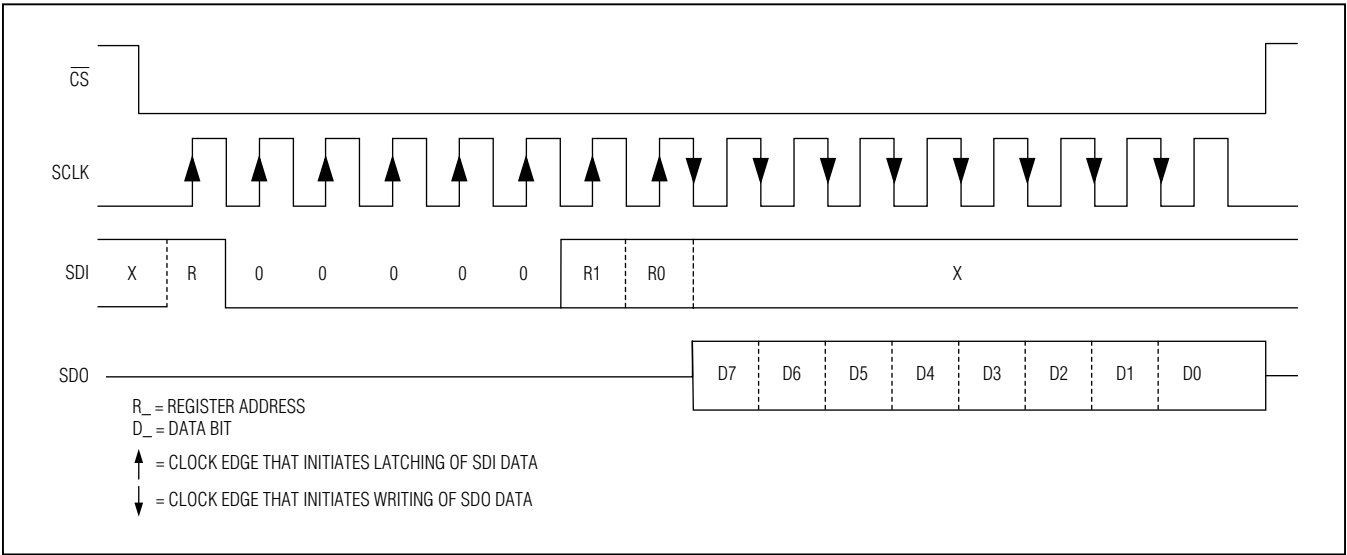 CS
SCLK
SDI X R 0 0 0 0 0 R1 R0 X
SDO D7 D6 D5 D4 D3 D2 D1 D0
R_ = REGISTER ADDRESS
D_ = DATA BIT
= CLOCK EDGE THAT INITIATES LATCHING OF SDI DATA
= CLOCK EDGE THAT INITIATES WRITING OF SDO DATA